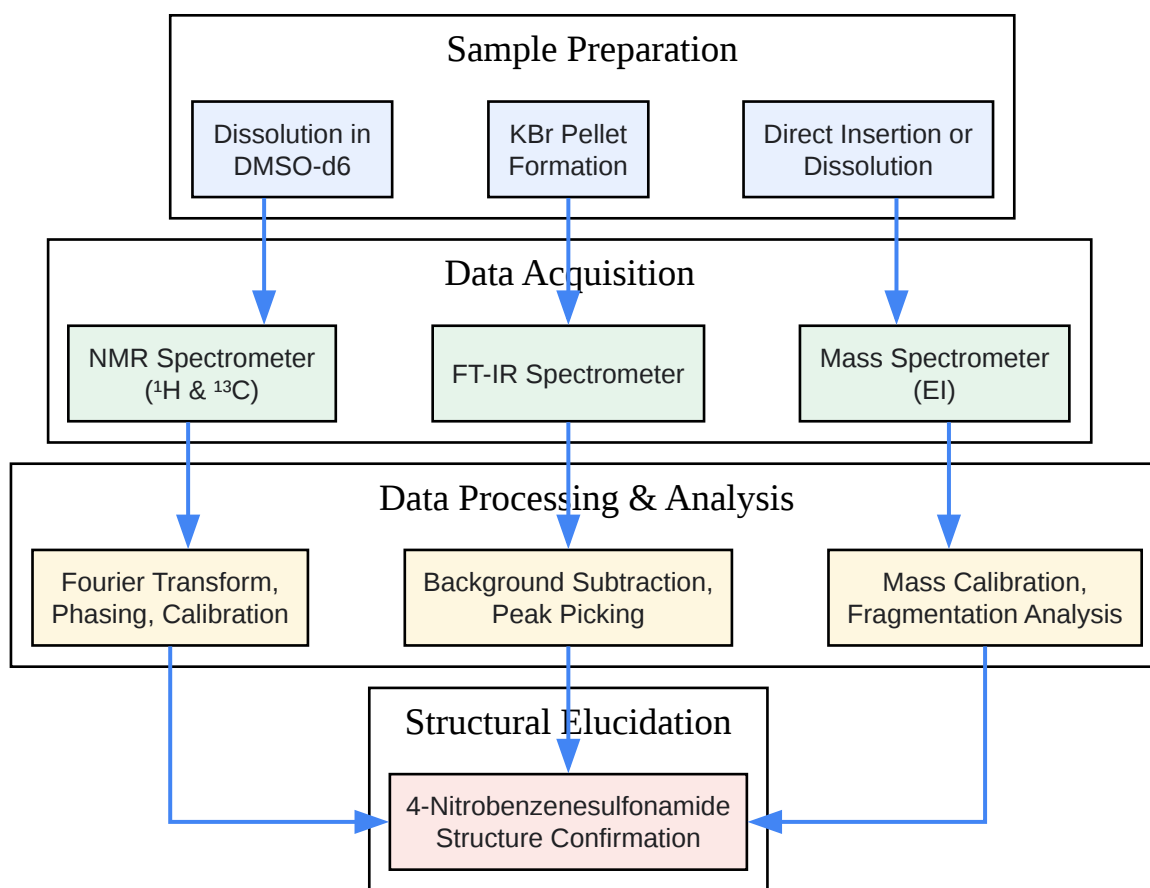 Sample Preparation
Dissolution in
DMSO-d6
KBr Pellet
Formation
Direct Insertion or
Dissolution
Data Acquisition
NMR Spectrometer
(¹H & ¹³C)
FT-IR Spectrometer
Mass Spectrometer
(EI)
Data Processing & Analysis
Fourier Transform,
Phasing, Calibration
Background Subtraction,
Peak Picking
Mass Calibration,
Fragmentation Analysis
Structural Elucidation
4-Nitrobenzenesulfonamide
Structure Confirmation